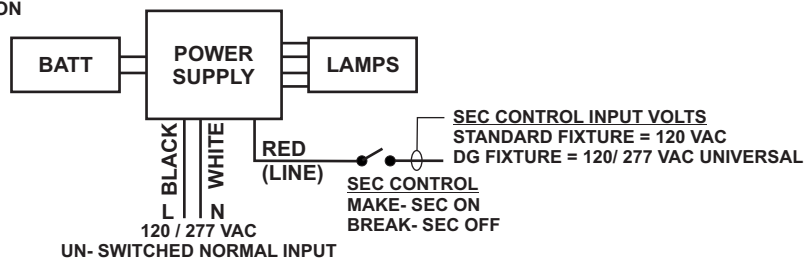 ON
BATT
POWER
SUPPLY
LAMPS
BLACK
WHITE
RED
(LINE)
SEC CONTROL INPUT VOLTS
STANDARD FIXTURE = 120 VAC
DG FIXTURE = 120/ 277 VAC UNIVERSAL
SEC CONTROL
MAKE- SEC ON
BREAK- SEC OFF
L N
120 / 277 VAC
UN- SWITCHED NORMAL INPUT